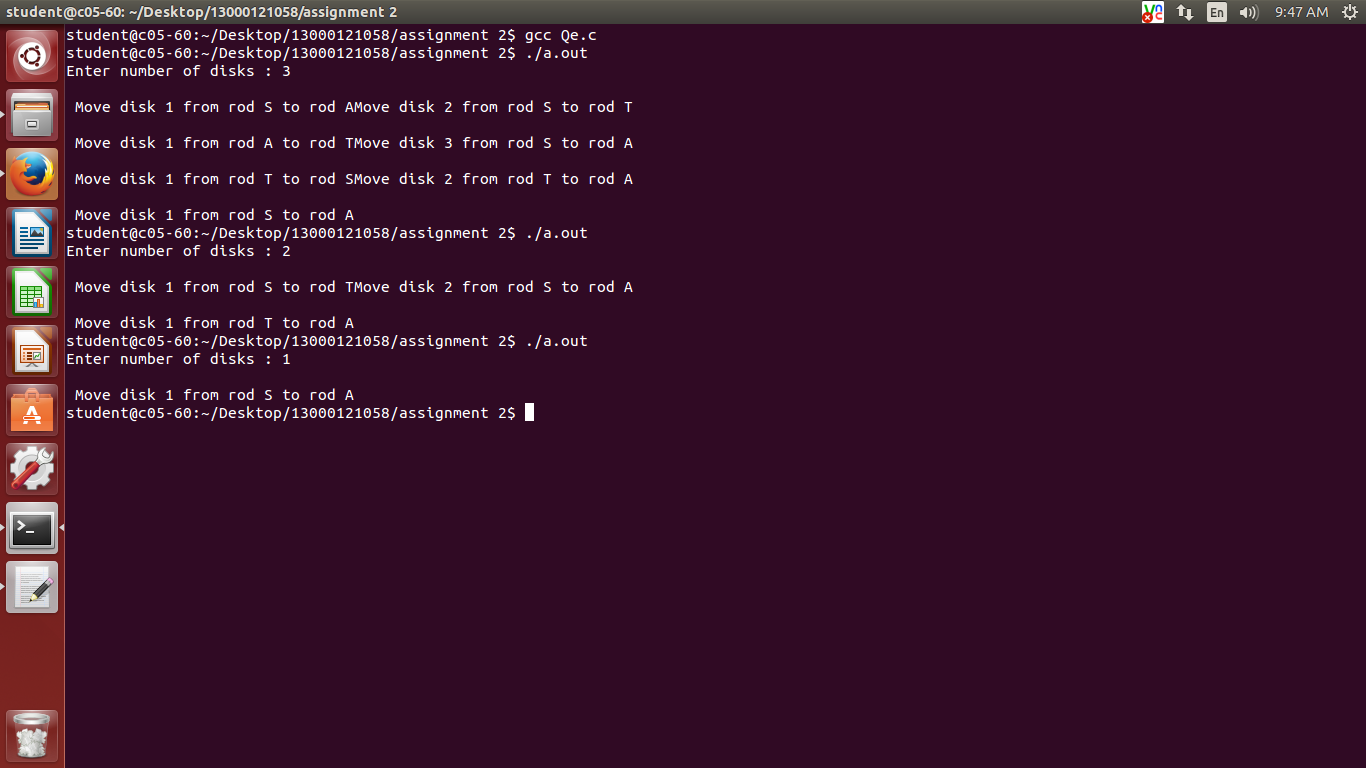 student@c05-60: ~/Desktop/13000121058/assignment 2
En
9:47 AM
student@c05-60:~/Desktop/13000121058/assignment 2$ gcc Qe.c
student@c05-60:~/Desktop/13000121058/assignment 2$ ./a.out
Enter number of disks : 3
Move disk 1 from rod S to rod AMove disk 2 from rod S to rod T
Move disk 1 from rod A to rod TMove disk 3 from rod S to rod A
Move disk 1 from rod T to rod SMove disk 2 from rod T to rod A
Move disk 1 from rod S to rod A
student@c05-60:~/Desktop/13000121058/assignment 2$ ./a.out
Enter number of disks : 2
Move disk 1 from rod S to rod TMove disk 2 from rod S to rod A
Move disk 1 from rod T to rod A
student@c05-60:~/Desktop/13000121058/assignment 2$ ./a.out
Enter number of disks : 1
Move disk 1 from rod S to rod A
student@c05-60:~/Desktop/13000121058/assignment 2$